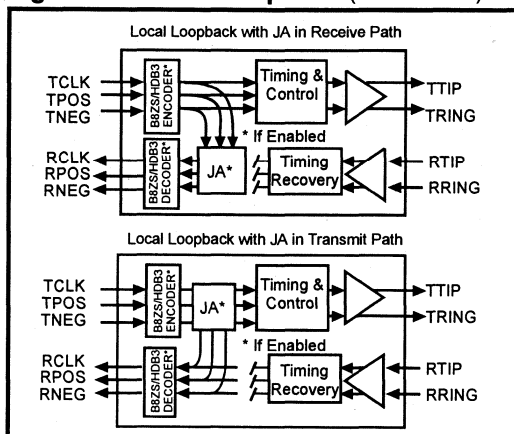 Local Loopback with JA in Receive Path
TCLK
TPOS
TNEG
B8ZS/HDB3
ENCODER*
Timing &
Control
TTIP
TRING
* If Enabled
RCLK
RPOS
RNEG
B8ZS/HDB3
DECODER*
JA*
Timing
Recovery
RTIP
RRING
Local Loopback with JA in Transmit Path
TCLK
TPOS
TNEG
B8ZS/HDB3
ENCODER*
JA*
Timing &
Control
TTIP
TRING
* If Enabled
RCLK
RPOS
RNEG
B8ZS/HDB3
DECODER*
Timing
Recovery
RTIP
RRING